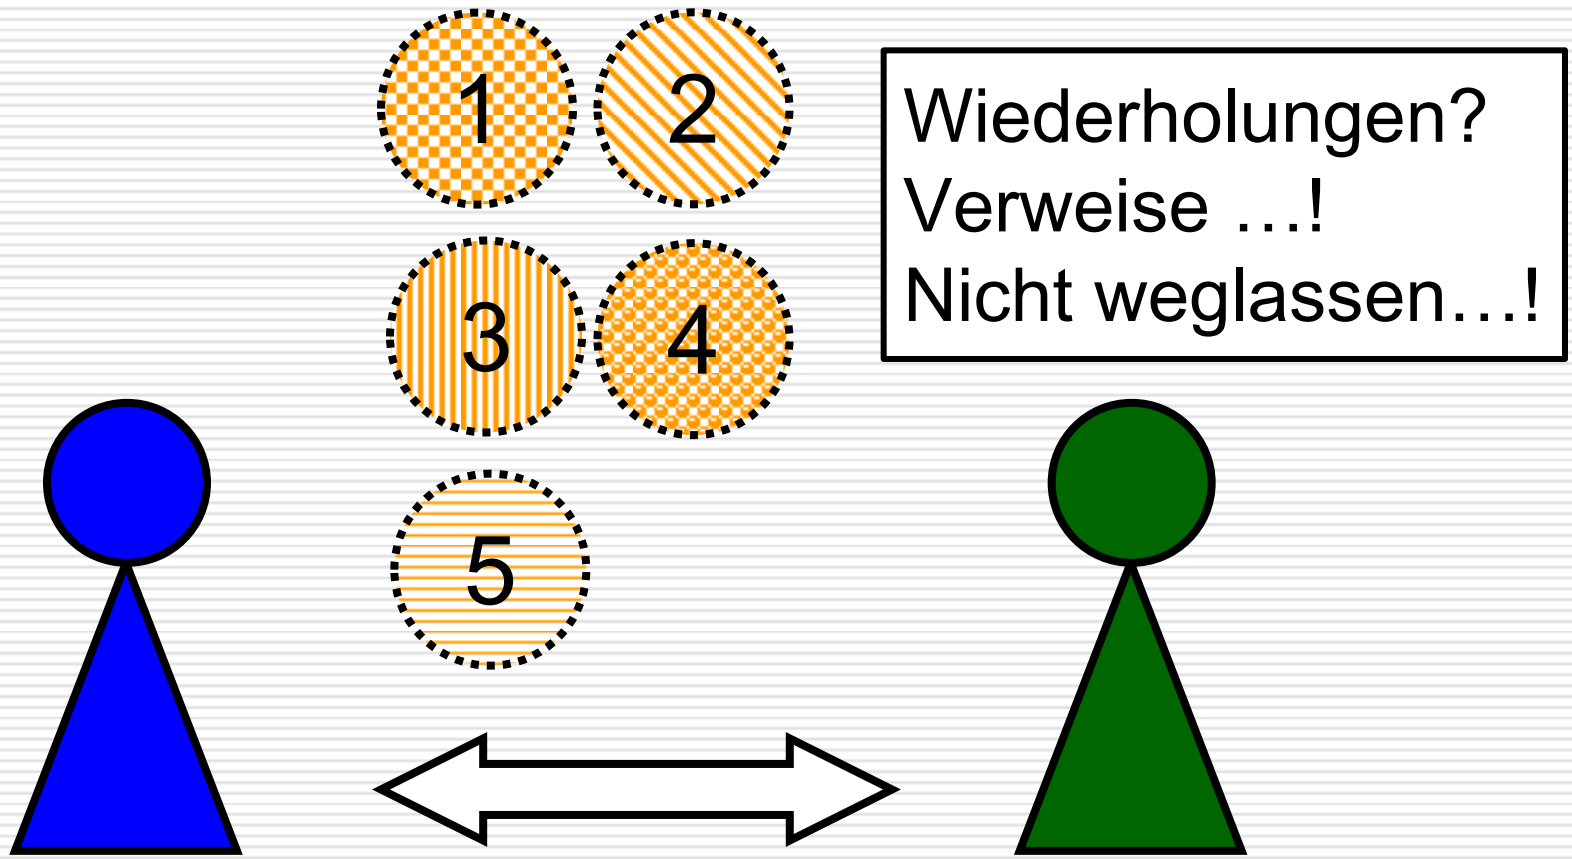 1 2
Wiederholungen?
Verweise …!
Nicht weglassen…!
3 4
5